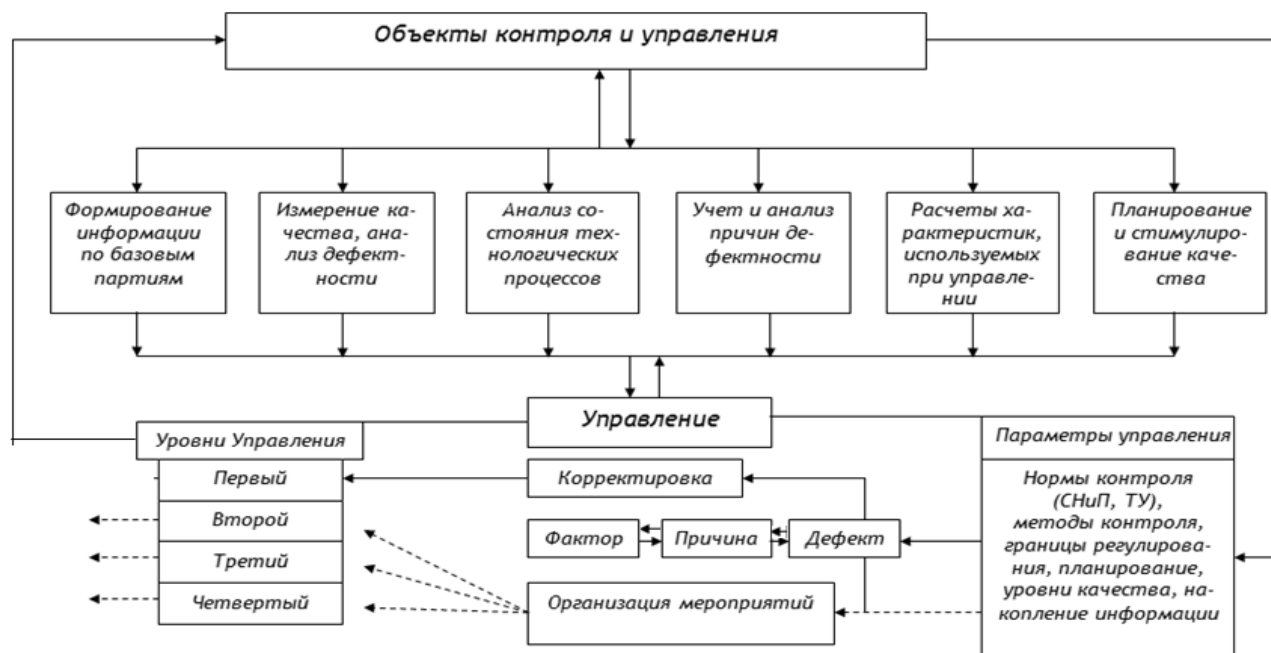 Объекты контроля и управления
Формирование
информации
по базовым
партиям
Измерение ка-
чества, ана-
лиз дефект-
ности
Анализ со-
стояния тех-
нологических
процессов
Учет и анализ
причин де-
фектности
Расчеты ха-
рактеристик,
используемых
при управле-
нии
Планирование
и стимулиро-
вание каче-
ства
Управление
Уровни Управления
Первый
Второй
Третий
Четвертый
Корректировка
Фактор
Причина
Дефект
Организация мероприятий
Параметры управления
Нормы контроля
(СНиП, ТУ),
методы контроля,
границы регулирова-
ния, планирование,
уровни качества, на-
копление информации